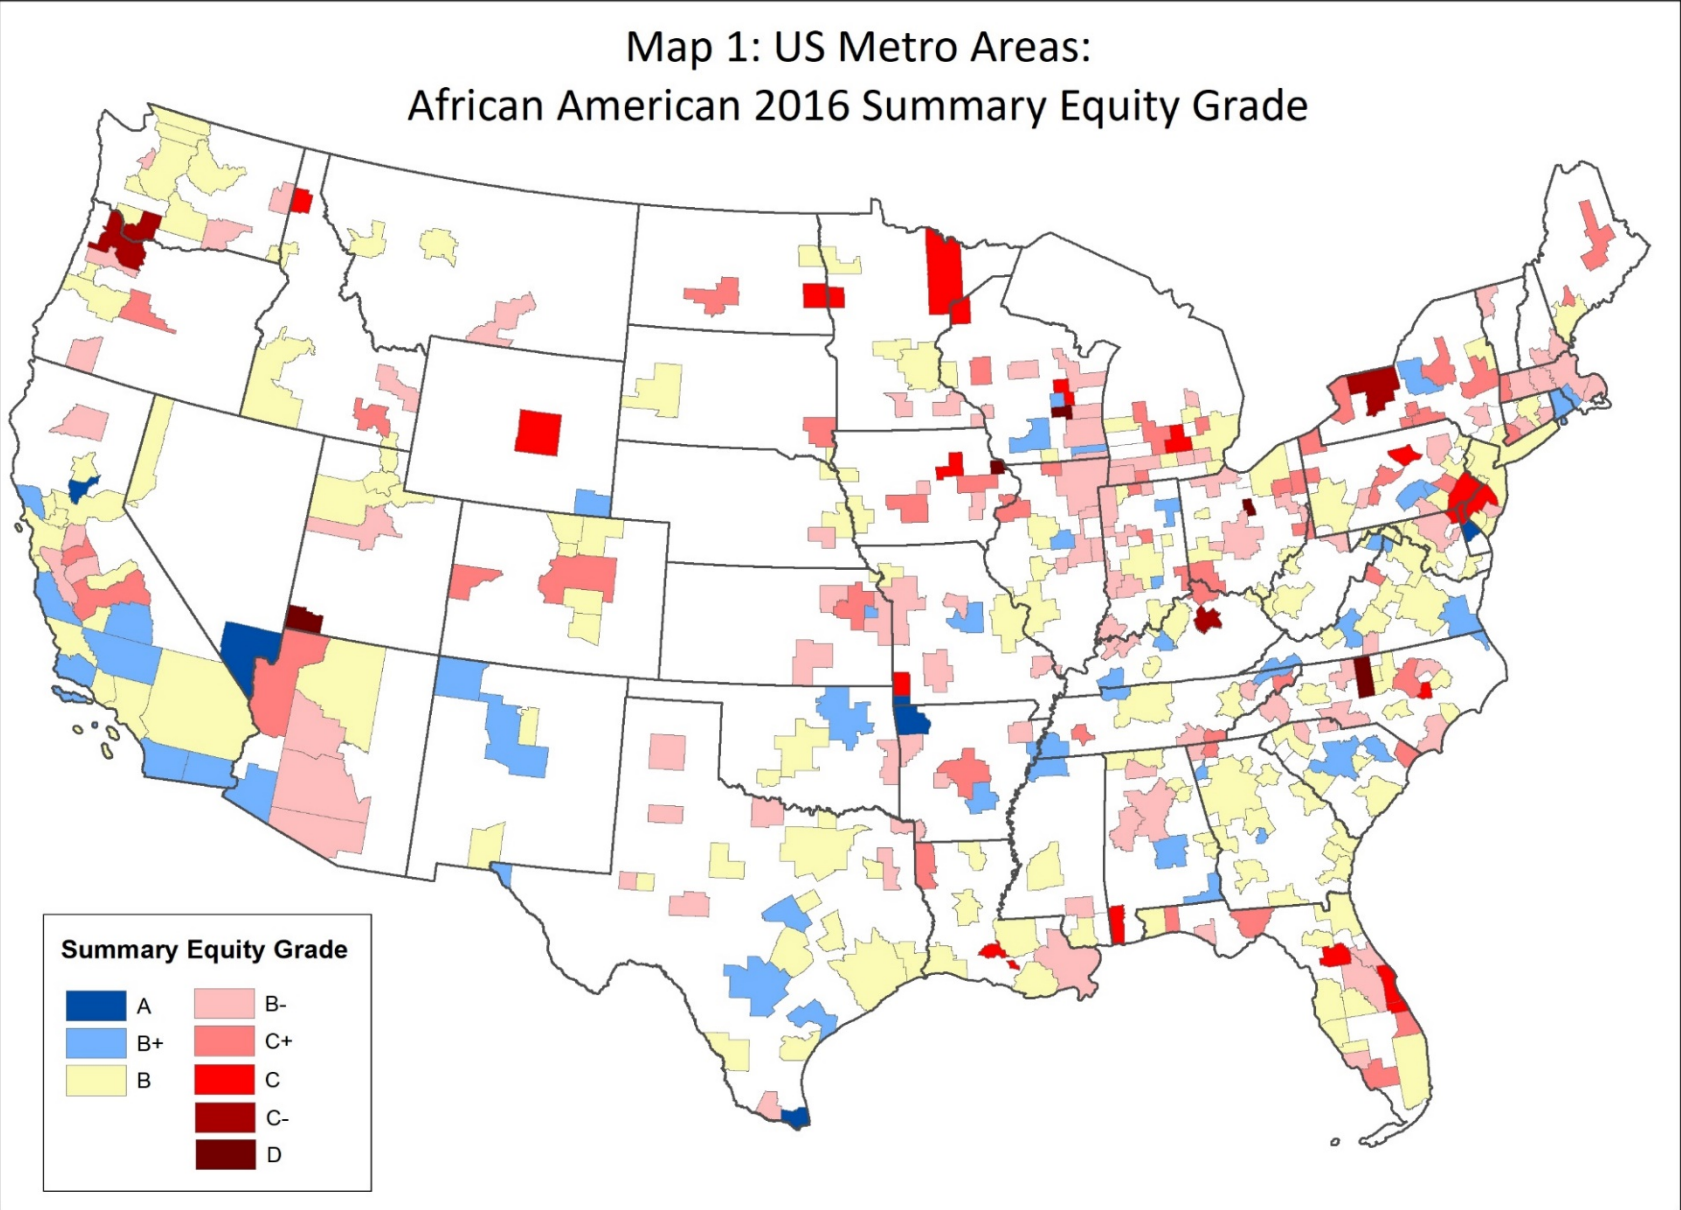 Map 1: US Metro Areas:
African American 2016 Summary Equity Grade
Summary Equity Grade
A
B+
B
B-
C+
C
C-
D